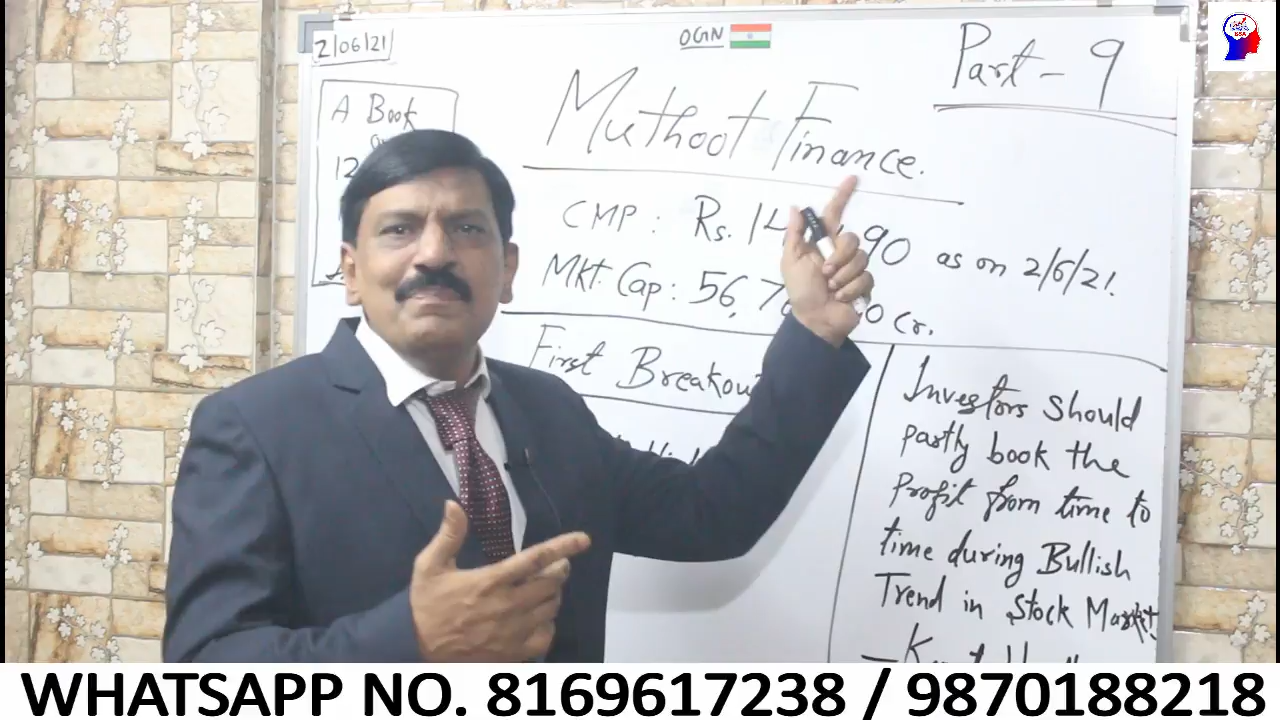 2/06/21
OGN
Part - 9
A Book
12
Muthoot Finance.
CMP : Rs. 14 90 as on 2/6/21.
Mkt. Cap : 56,7 0 cr.
First Breakou
Investors should
partly book the
Profit from time to
time during Bullish
Trend in Stock Market.
WHATSAPP NO. 8169617238 / 9870188218